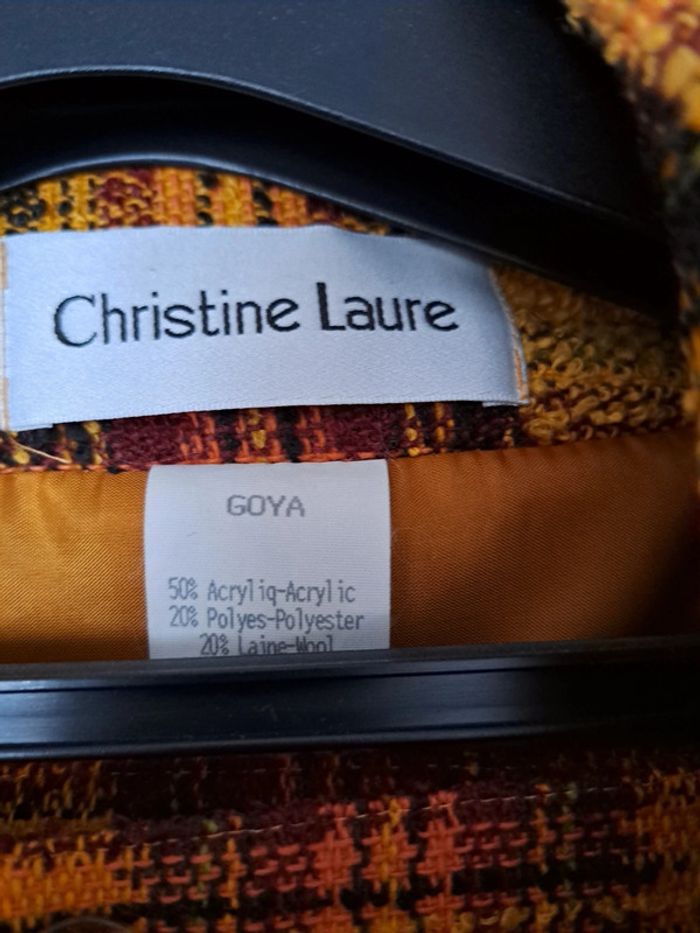 Christine Laure
GOYA
50% Acryliq-Acrylic
20% Polyes-Polyester
20% Laine-Wool